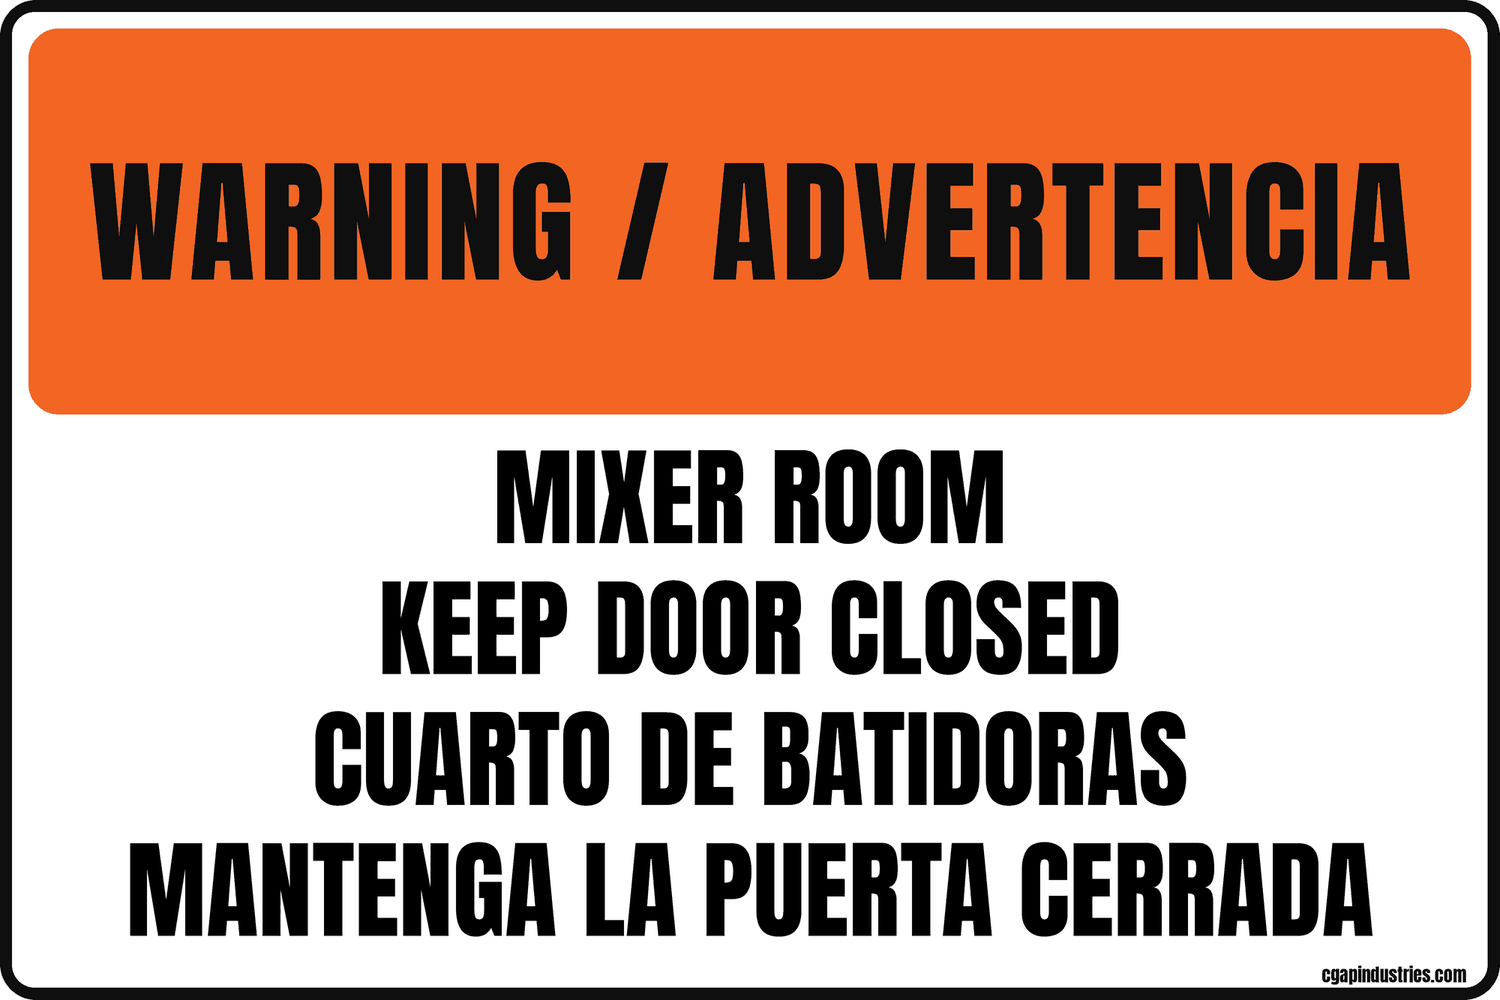 WARNING / ADVERTENCIA
MIXER ROOM
KEEP DOOR CLOSED
CUARTO DE BATIDORAS
MANTENGA LA PUERTA CERRADA
cgapindustries.com